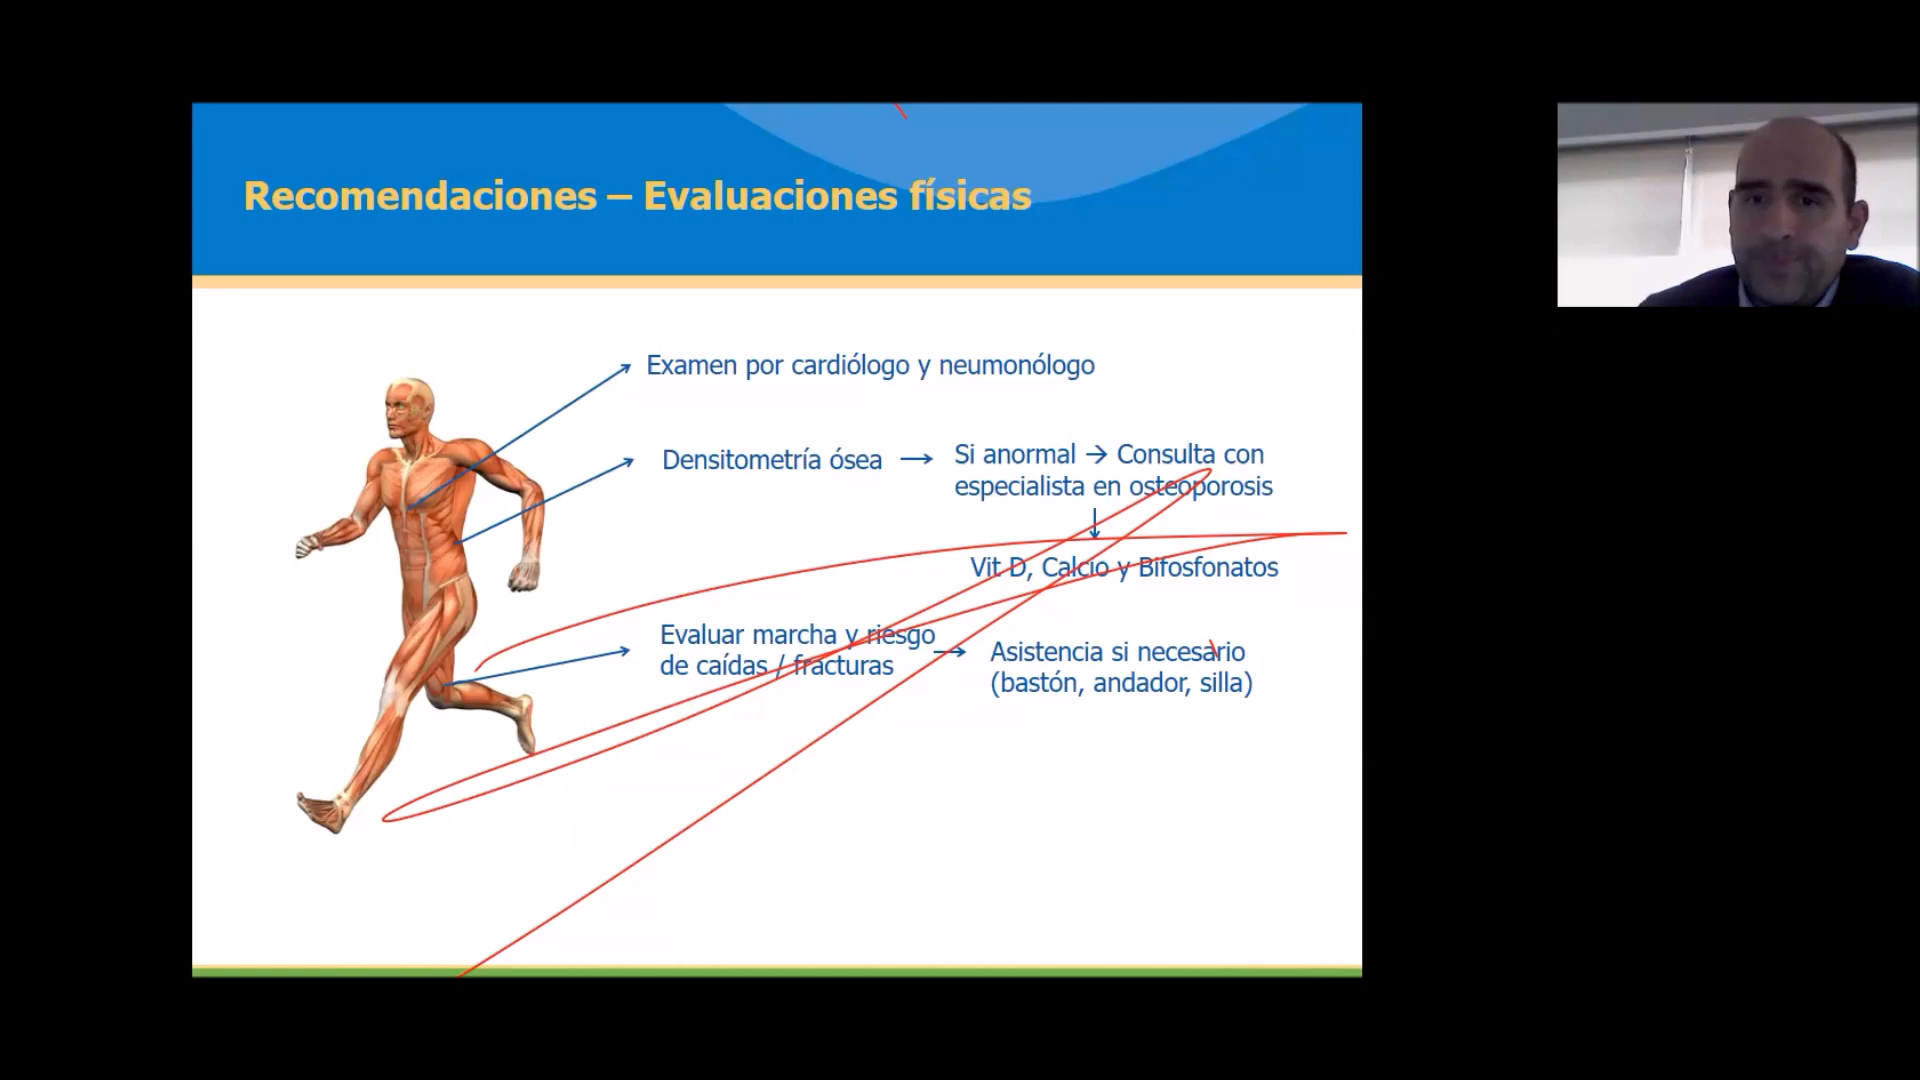 Recomendaciones – Evaluaciones físicas
Examen por cardiólogo y neumonólogo
Densitometría ósea → Si anormal → Consulta con
especialista en osteoporosis
Vit D, Calcio y Bifosfonatos
Evaluar marcha y riesgo
de caídas / fracturas
Asistencia si necesario
(bastón, andador, silla)